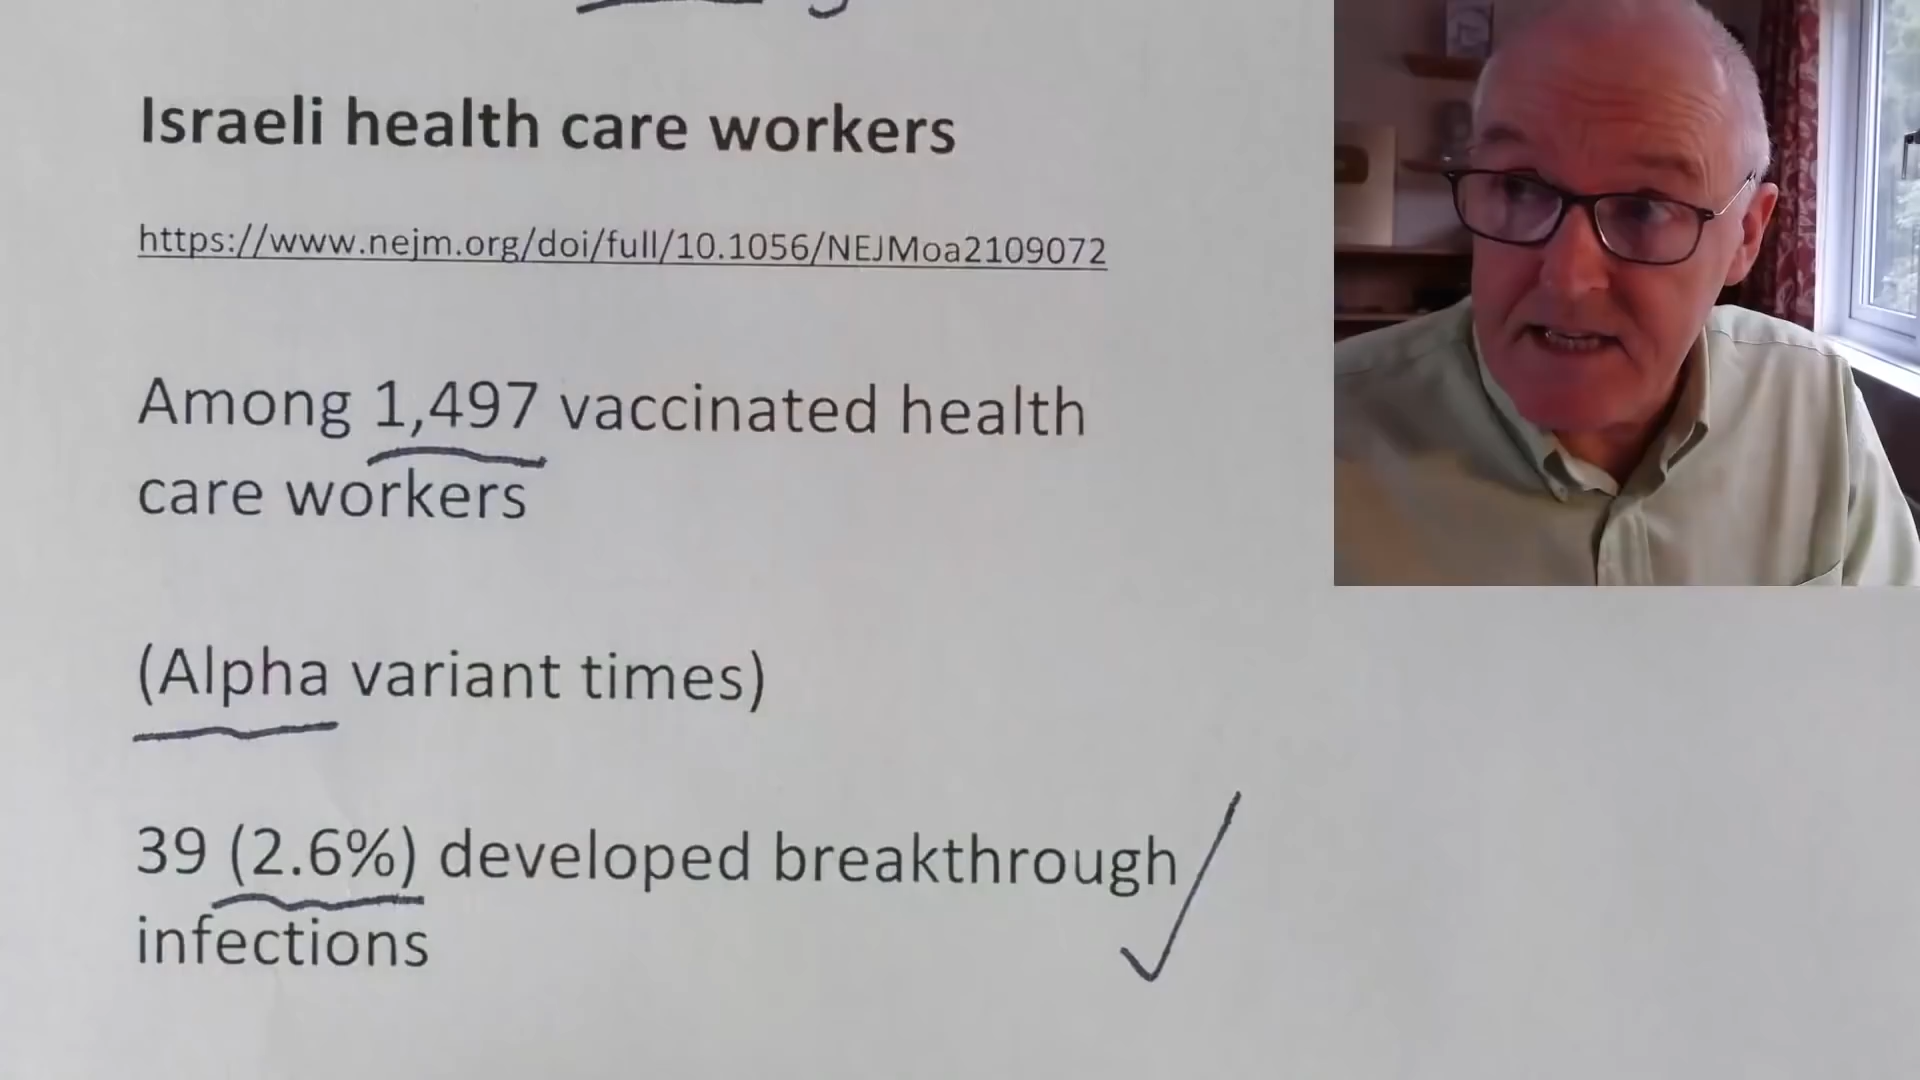 Israeli health care workers
https://www.nejm.org/doi/full/10.1056/NEJMoa2109072
Among 1,497 vaccinated health
care workers
(Alpha variant times)
39 (2.6%) developed breakthrough
infections